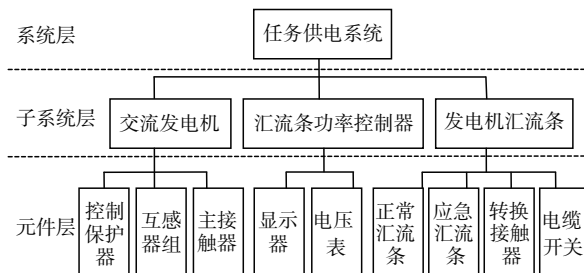 系统层
任务供电系统
子系统层
交流发电机
汇流条功率控制器
发电机汇流条
元件层
控制
保护
器
互感
器组
主接
触器
显示
器
电压
表
正常
汇流
条
应急
汇流
条
转换
接触
器
电缆
开关